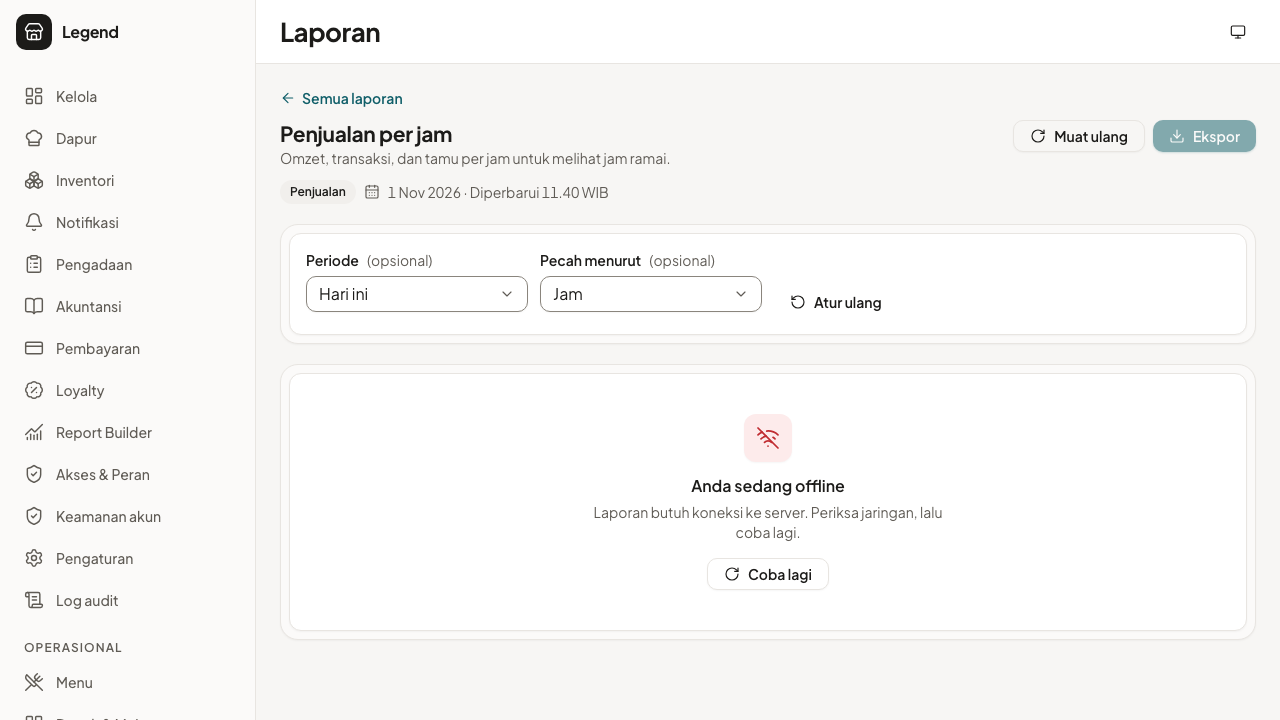 Legend
Laporan
Kelola
Dapur
Inventori
Notifikasi
Pengadaan
Akuntansi
Pembayaran
Loyalty
Report Builder
Akses & Peran
Keamanan akun
Pengaturan
Log audit
OPERASIONAL
Menu
Semua laporan
Penjualan per jam
Omzet, transaksi, dan tamu per jam untuk melihat jam ramai.
Muat ulang
Ekspor
Penjualan
1 Nov 2026 · Diperbarui 11.40 WIB
Periode (opsional)
Pecah menurut (opsional)
Hari ini
Jam
Atur ulang
Anda sedang offline
Laporan butuh koneksi ke server. Periksa jaringan, lalu
coba lagi.
Coba lagi